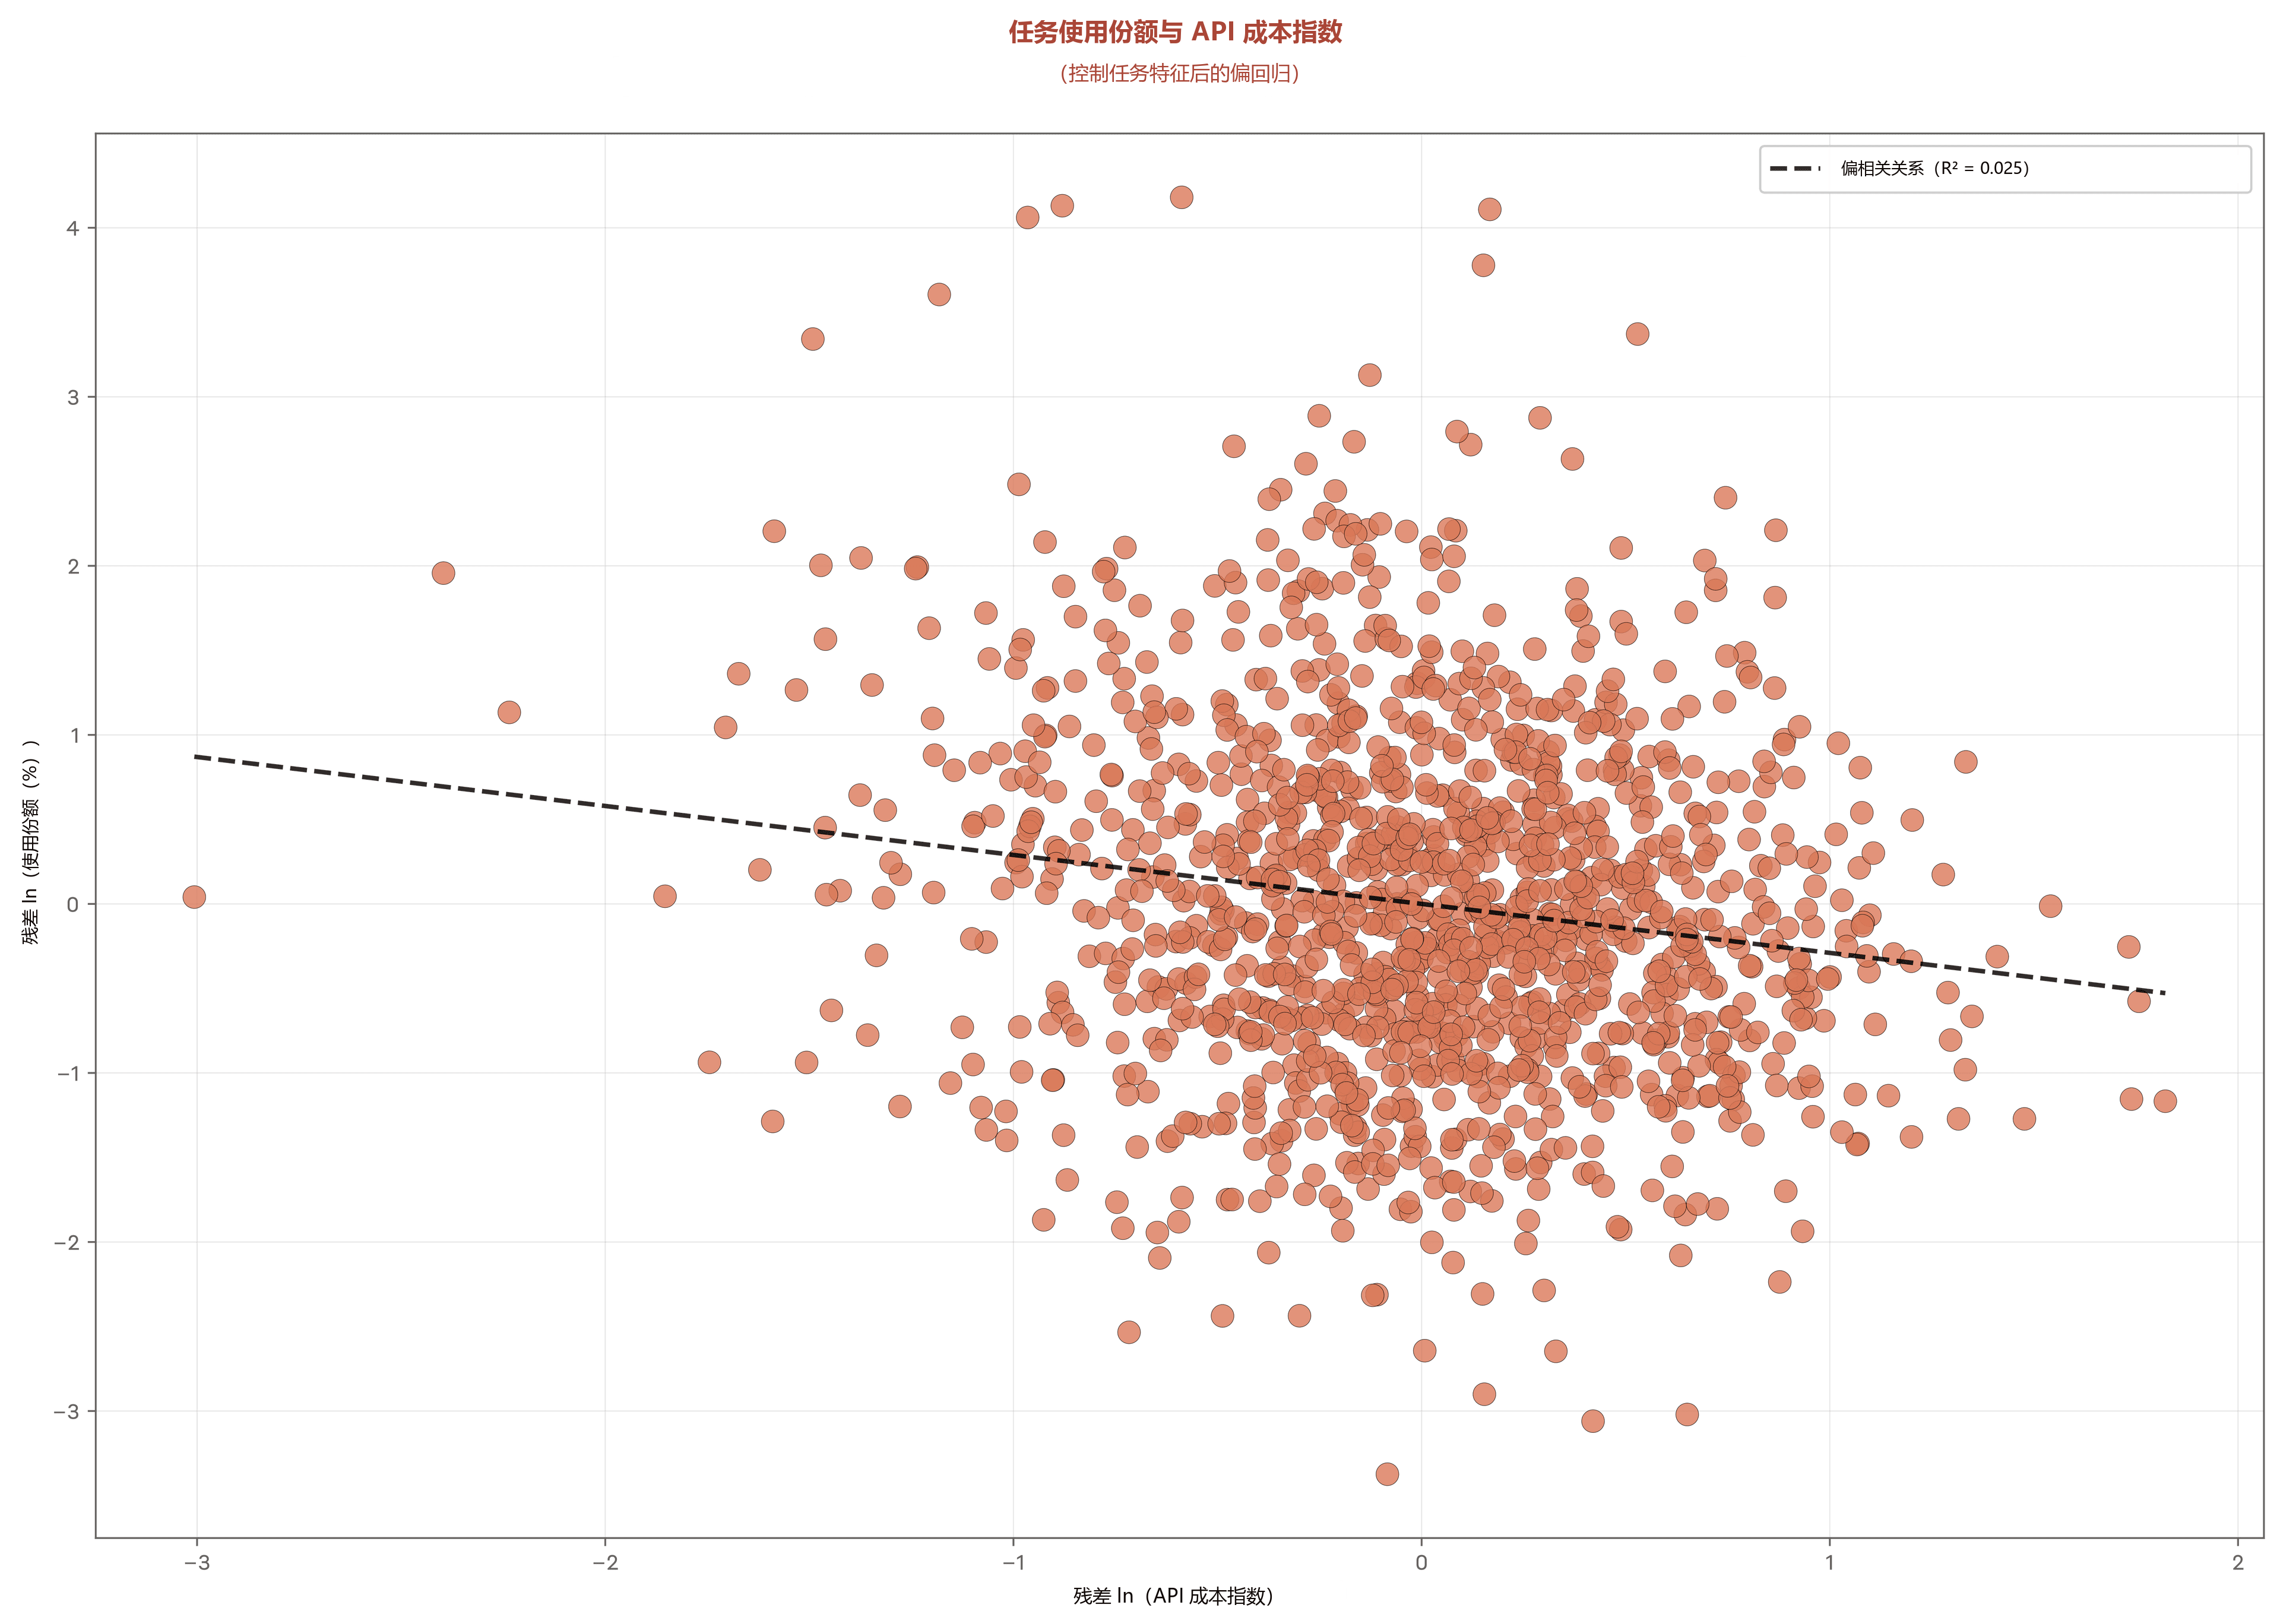 任务使用份额与 API 成本指数
（控制任务特征后的偏回归）
偏相关关系（R² = 0.025）
4
3
2
1
0
−1
−2
−3
残差 ln（使用份额（%））
−3
−2
−1
0
1
2
残差 ln（API 成本指数）